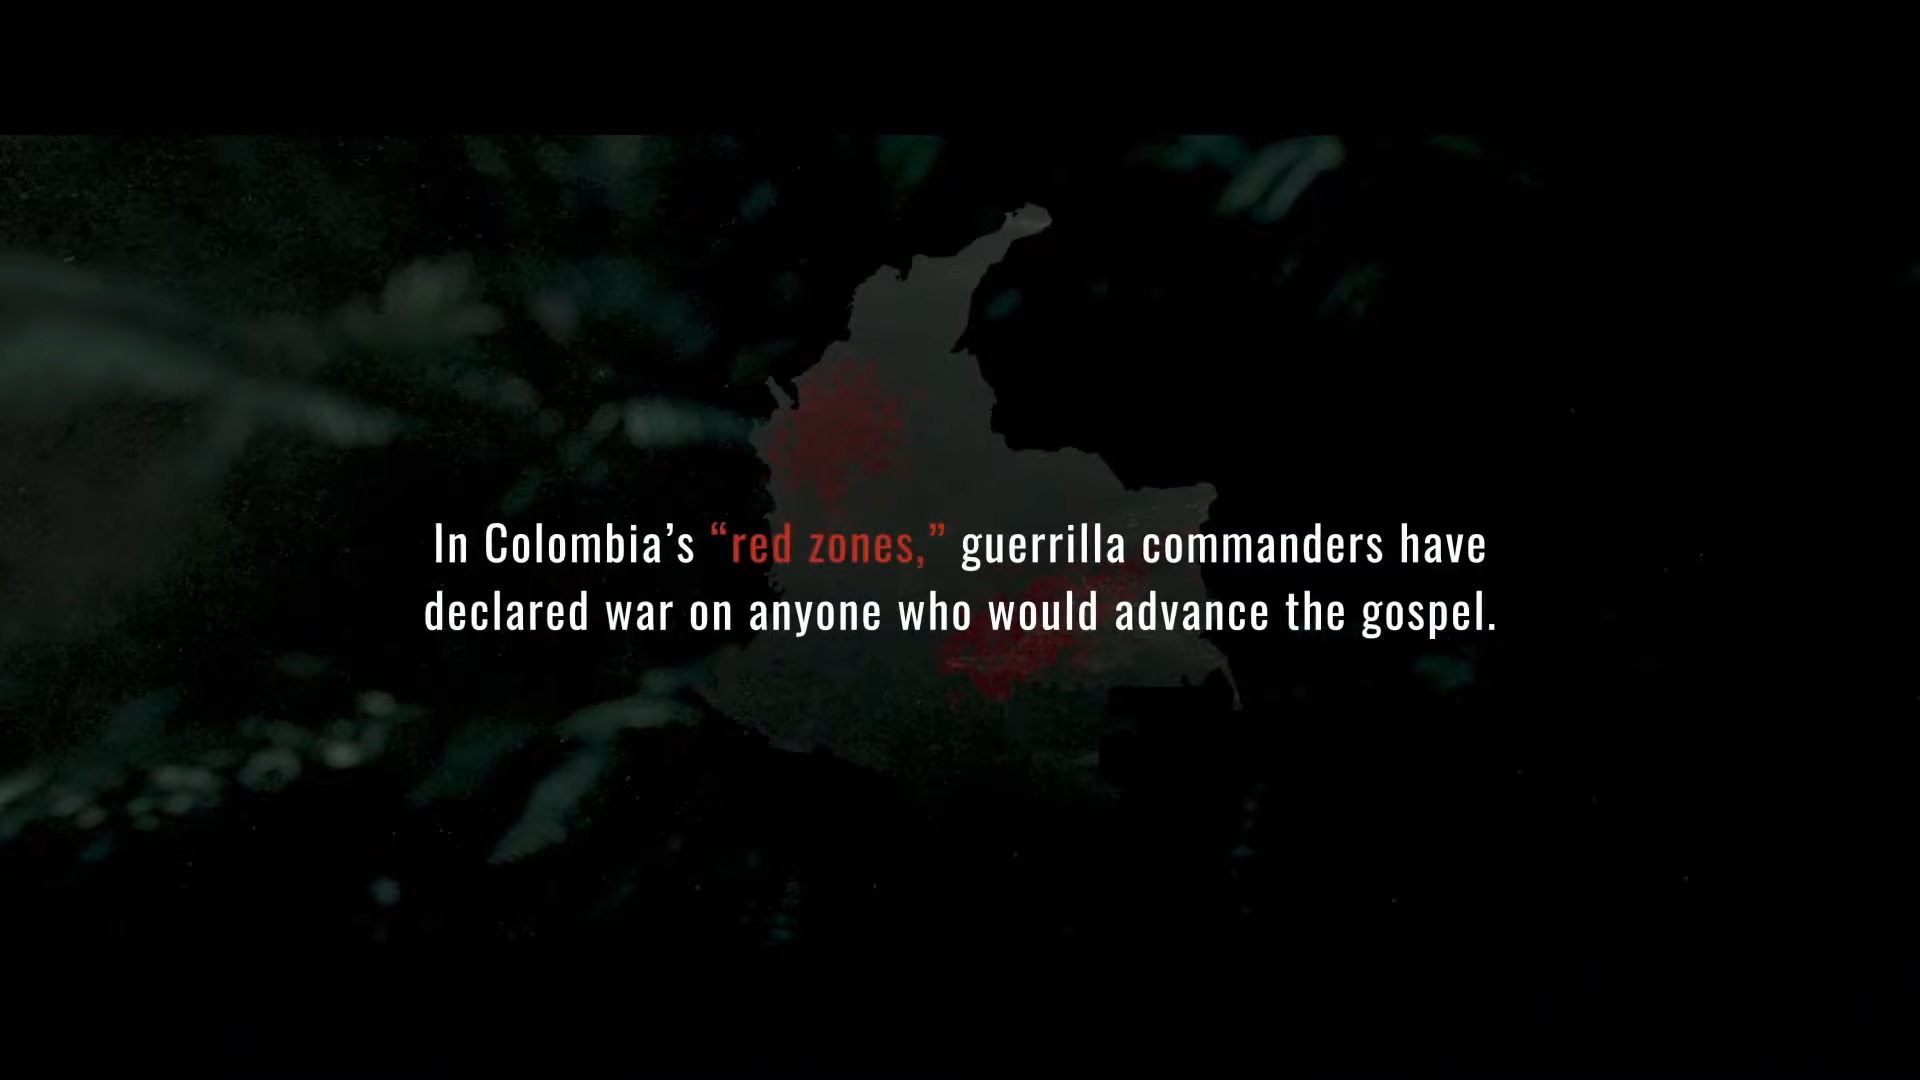 In Colombia’s “red zones,” guerrilla commanders have
declared war on anyone who would advance the gospel.